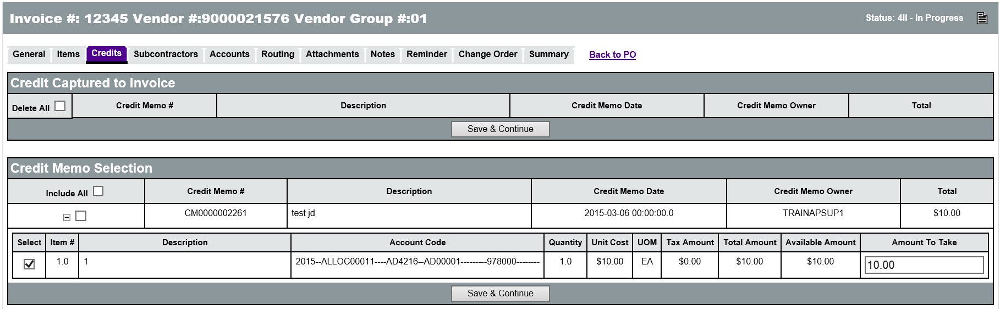 Invoice #: 12345 Vendor #:9000021576 Vendor Group #:01
Status: 4II - In Progress
General Items Credits Subcontractors Accounts Routing Attachments Notes Reminder Change Order Summary Back to PO
Credit Captured to Invoice
Delete All Credit Memo # Description Credit Memo Date Credit Memo Owner Total
Save & Continue
Credit Memo Selection
Include All Credit Memo # Description Credit Memo Date Credit Memo Owner Total
CM0000002261 test jd 2015-03-06 00:00:00.0 TRAINAPSUP1 $10.00
Select Item # Description Account Code Quantity Unit Cost UOM Tax Amount Total Amount Available Amount Amount To Take
1.0 1 2015--ALLOC00011----AD4216--AD00001---------978000-------- 1.0 $10.00 EA $0.00 $10.00 $10.00 10.00
Save & Continue